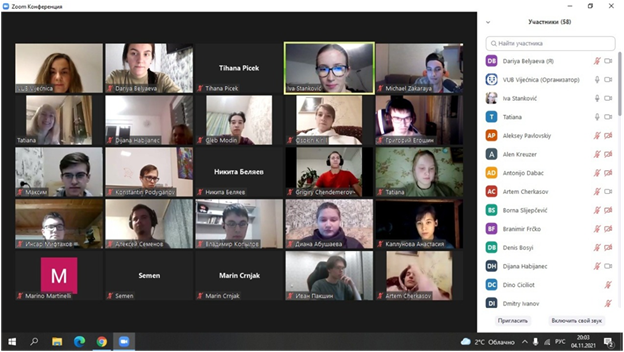 Zoom Конференция
VUB Vijećnica
Dariya Belyaeva
Tihana Picek
Tihana Picek
Iva Stanković
Michael Zakaraya
Tatiana
Dijana Habijanec
Gleb Modin
Григорий Ершин
Максим
Konstantin Podyganov
Никита Беляев
Никита Беляев
Grigiry Chendemerov
Tatiana
Инсар Муфтахов
Алексей Семенов
Владимир Копылов
Диана Абушаева
Каплунова Анастасия
M
Marino Martinelli
Semen
Semen
Marin Crnjak
Marin Crnjak
Иван Пакшин
Artem Cherkasov
Участники (58)
Найти участника
DB Dariya Belyaeva (Я)
VUB Vijećnica (Организатор)
Iva Stanković
T Tatiana
AP Aleksey Pavlovskiy
AK Alen Kreuzer
AD Antonijo Dabac
AC Artem Cherkasov
BS Borna Slijepčević
BF Branimir Frčko
DB Denis Bosyi
DH Dijana Habijanec
DC Dino Ciciliot
DI Dmitry Ivanov
Пригласить
Включить свой звук
2°C Облачно
РУС
20:03
04.11.2021
2